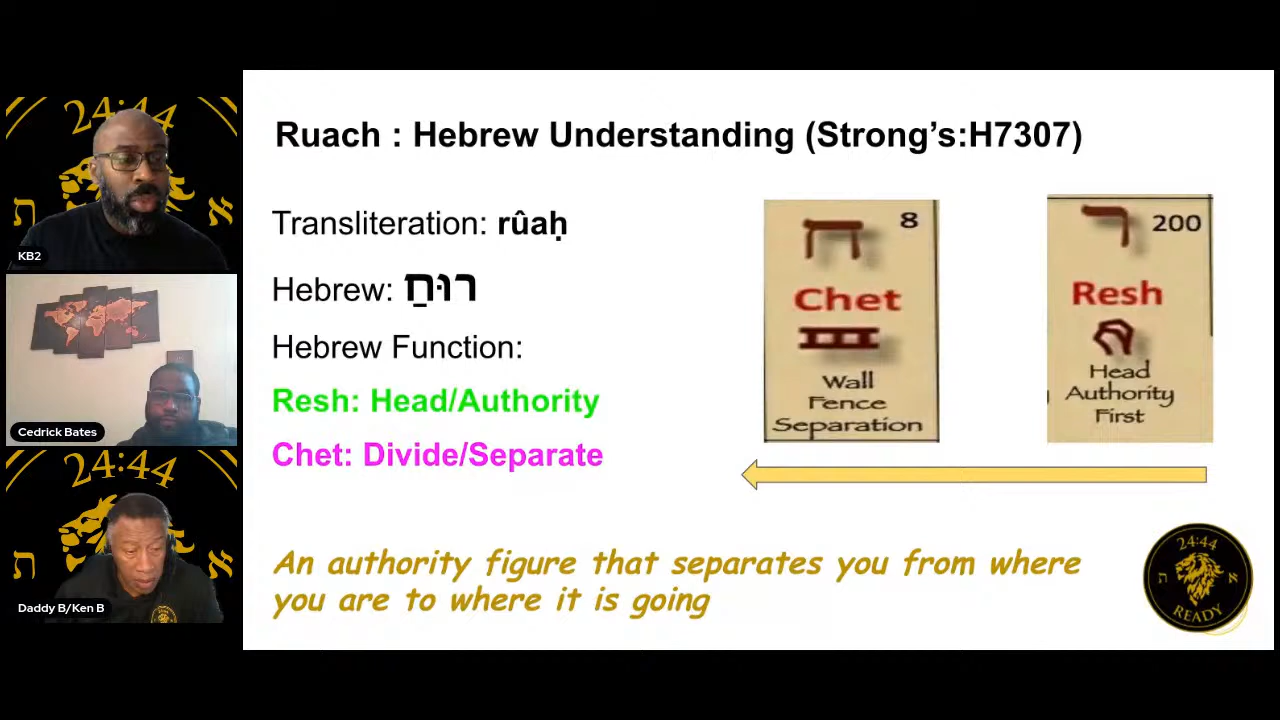 24:44
ת
א
KB2
Cedrick Bates
24:44
ת
א
Daddy B/Ken B
Ruach : Hebrew Understanding (Strong’s:H7307)
Transliteration: rûaḥ
Hebrew: רוּחַ
Hebrew Function:
Resh: Head/Authority
Chet: Divide/Separate
ח 8
Chet
Wall
Fence
Separation
ר 200
Resh
Head
Authority
First
An authority figure that separates you from where
you are to where it is going
24:44
ת
א
READY